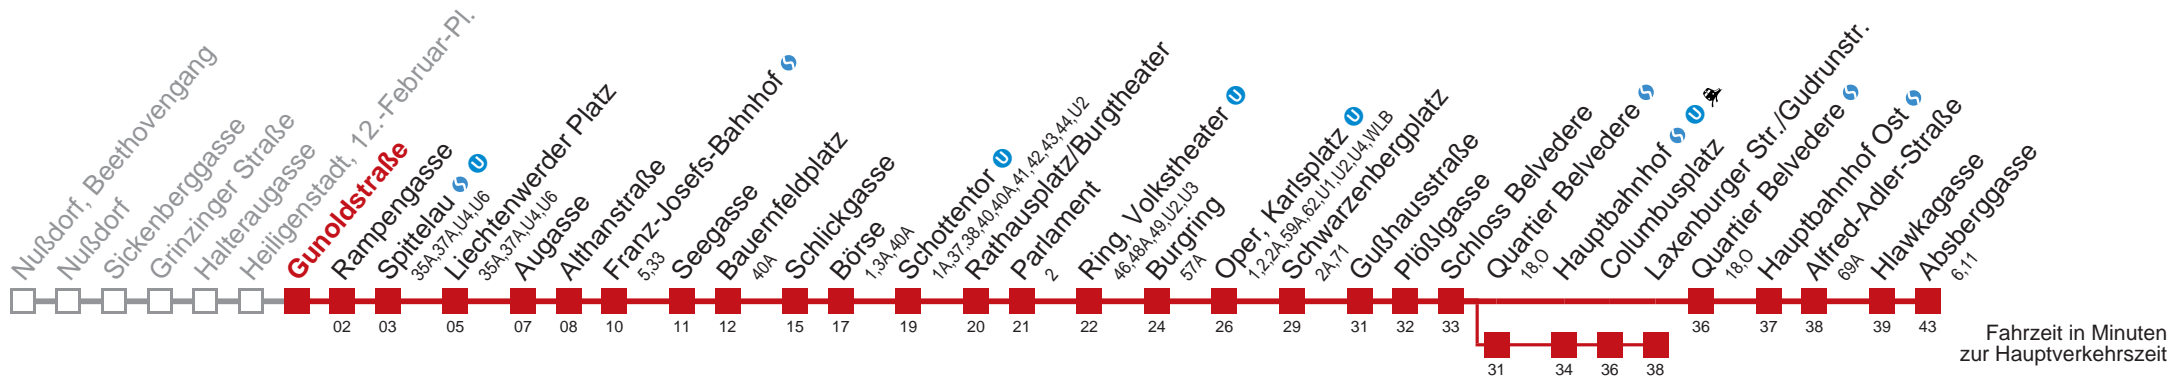 Nußdorf, Beethovengang
Nußdorf
Sickenberggasse
Grinzinger Straße
Halteraugasse
Heiligenstadt, 12.-Februar-Pl.
Gunoldstraße
Rampengasse
Spittelau S U
35A,37A,U4,U6
Liechtenwerder Platz
35A,37A,U4,U6
Augasse
Althanstraße
Franz-Josefs-Bahnhof S
5,33
Seegasse
Bauernfeldplatz
40A
Schlickgasse
Börse
1,3A,40A
Schottentor U
1A,37,38,40,40A,41,42,43,44,U2
Rathausplatz/Burgtheater
Parlament
2
Ring, Volkstheater U
46,48A,49,U2,U3
Burgring
57A
Oper, Karlsplatz U
1,2,2A,59A,62,U1,U2,U4,WLB
Schwarzenbergplatz
2A,71
Gußhausstraße
Plößlgasse
Schloss Belvedere
Quartier Belvedere S
18,O
Hauptbahnhof S U
Columbusplatz
Laxenburger Str./Gudrunstr.
Quartier Belvedere S
18,O
Hauptbahnhof Ost S
Alfred-Adler-Straße
69A
Hlawkagasse
Absberggasse
6,11
02 03 05 07 08 10 11 12 15 17 19 20 21 22 24 26 29 31 32 33 36 37 38 39 43
31 34 36 38
Fahrzeit in Minuten
zur Hauptverkehrszeit